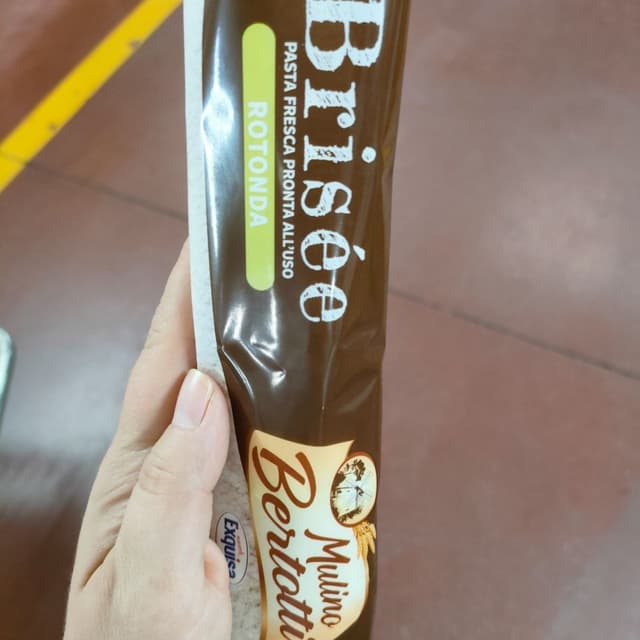 Brisée
PASTA FRESCA PRONTA ALL'USO
ROTONDA
Mulino
Bertotti
Exquisa